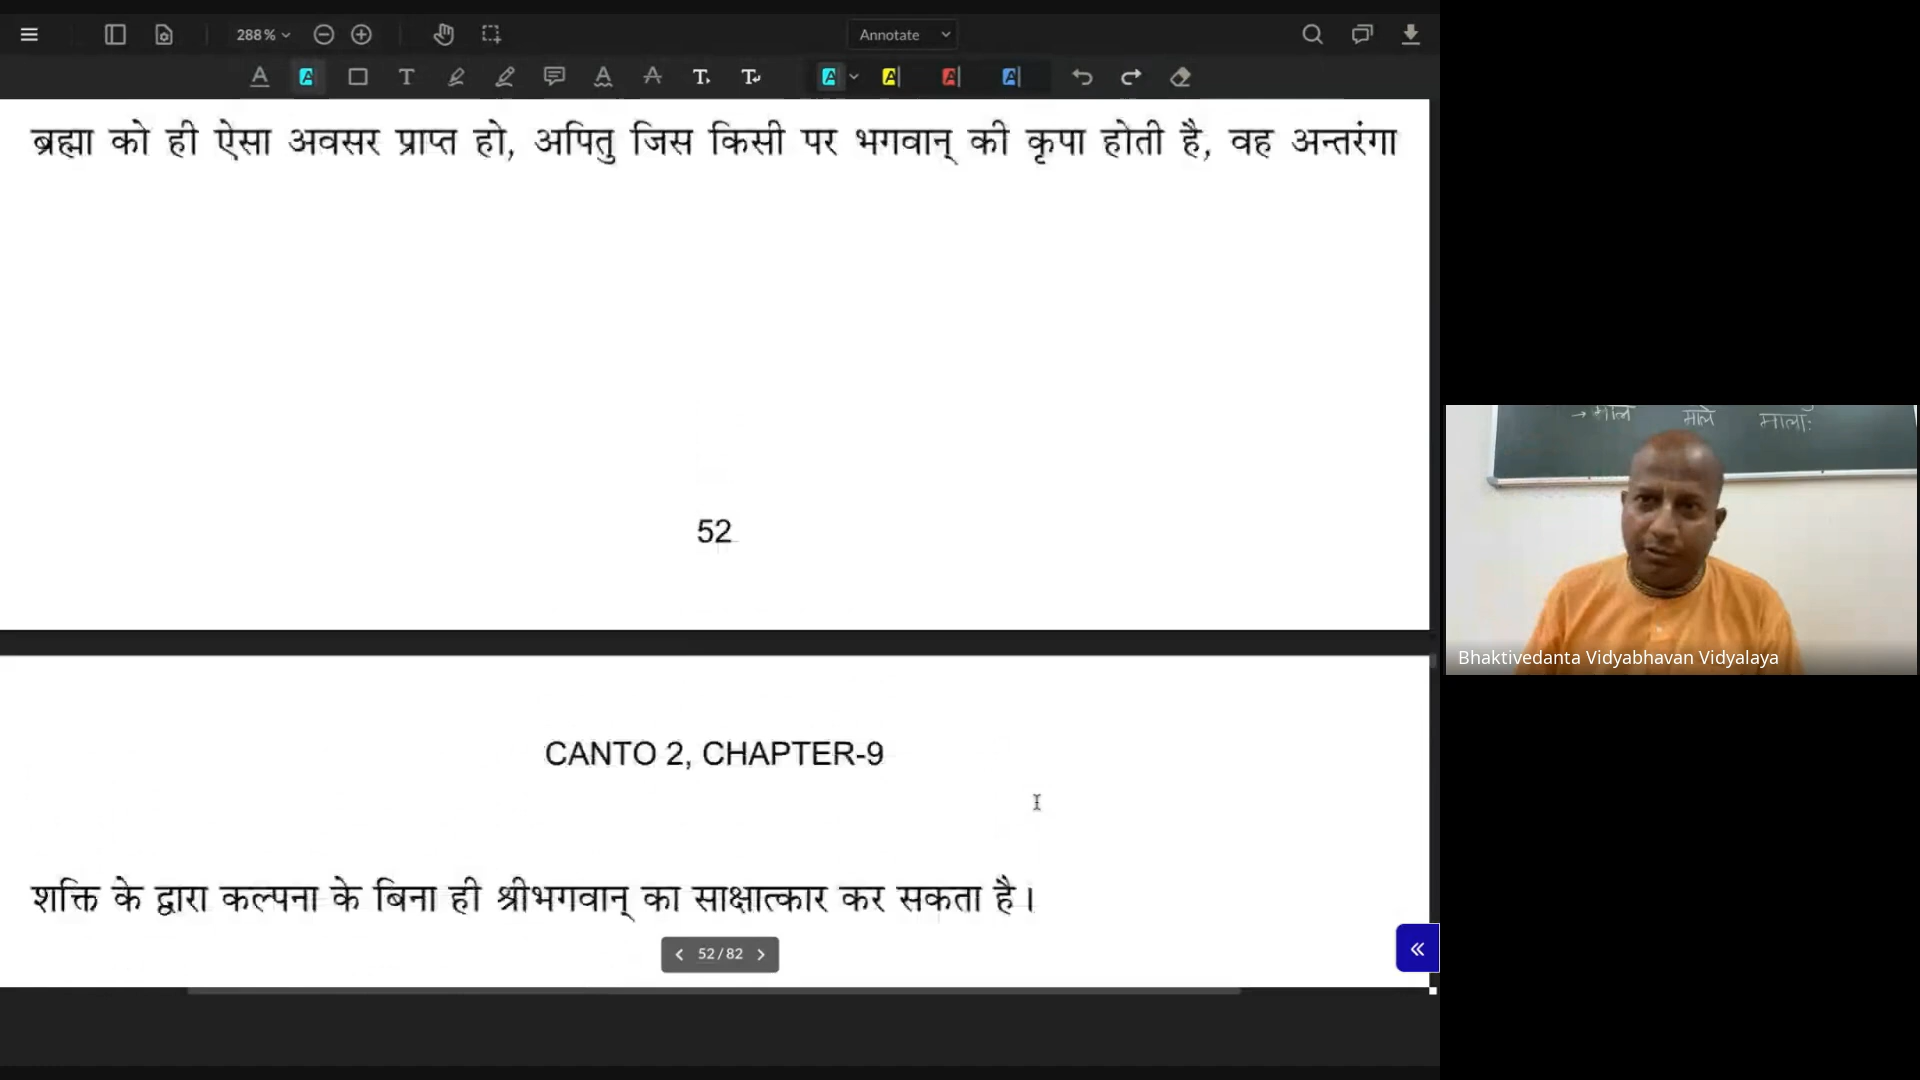 288%
Annotate
ब्रह्मा को ही ऐसा अवसर प्राप्त हो, अपितु जिस किसी पर भगवान् की कृपा होती है, वह अन्तरंगा
52
CANTO 2, CHAPTER-9
शक्ति के द्वारा कल्पना के बिना ही श्रीभगवान् का साक्षात्कार कर सकता है।
52 / 82
माले माला:
Bhaktivedanta Vidyabhavan Vidyalaya